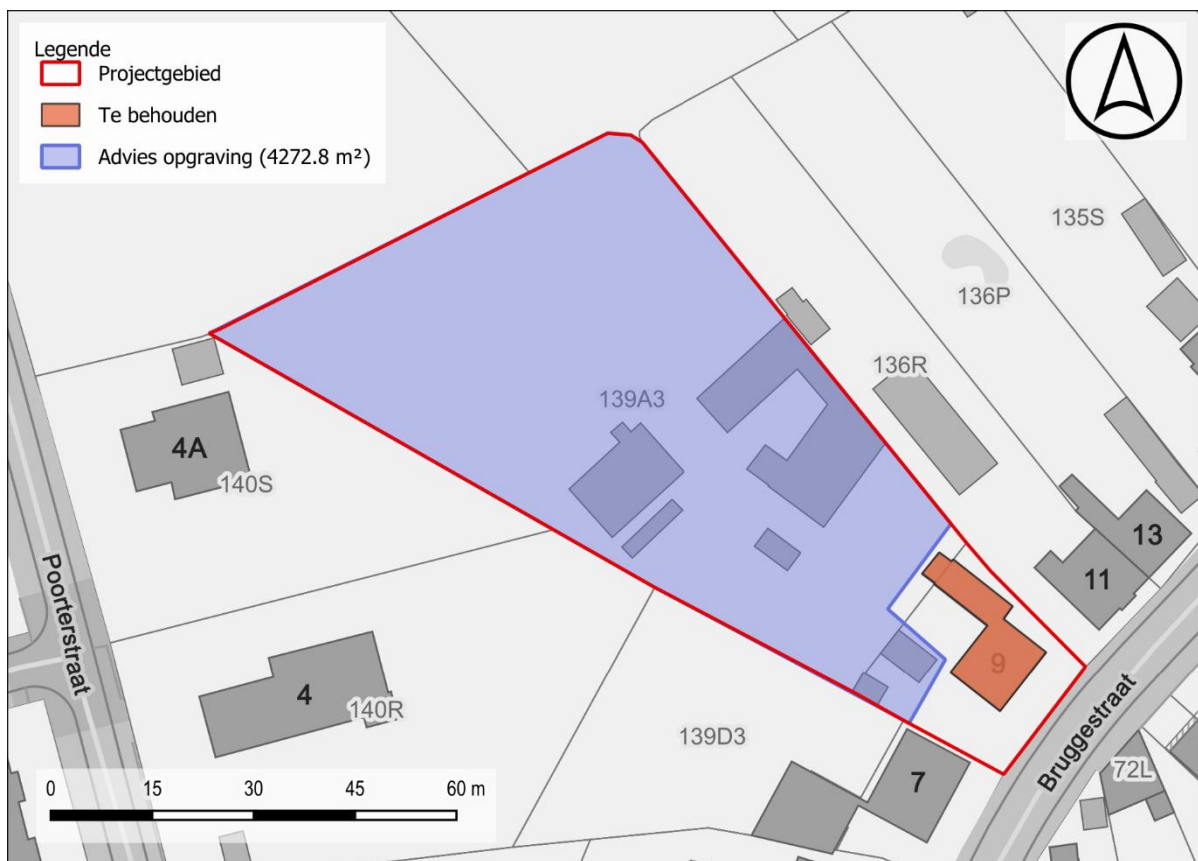 Legende
Projectgebied
Te behouden
Advies opgraving (4272.8 m²)
135S
136P
136R
139A3
4A
140S
13
11
Poorterstraat
9
4
140R
139D3
7
Bruggestraat
72L
0 15 30 45 60 m